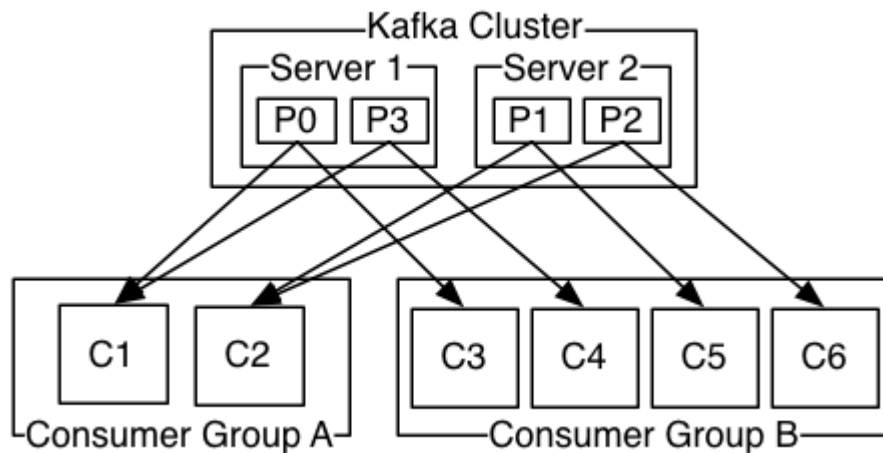 Kafka Cluster
Server 1
Server 2
P0
P3
P1
P2
C1
C2
C3
C4
C5
C6
Consumer Group A
Consumer Group B